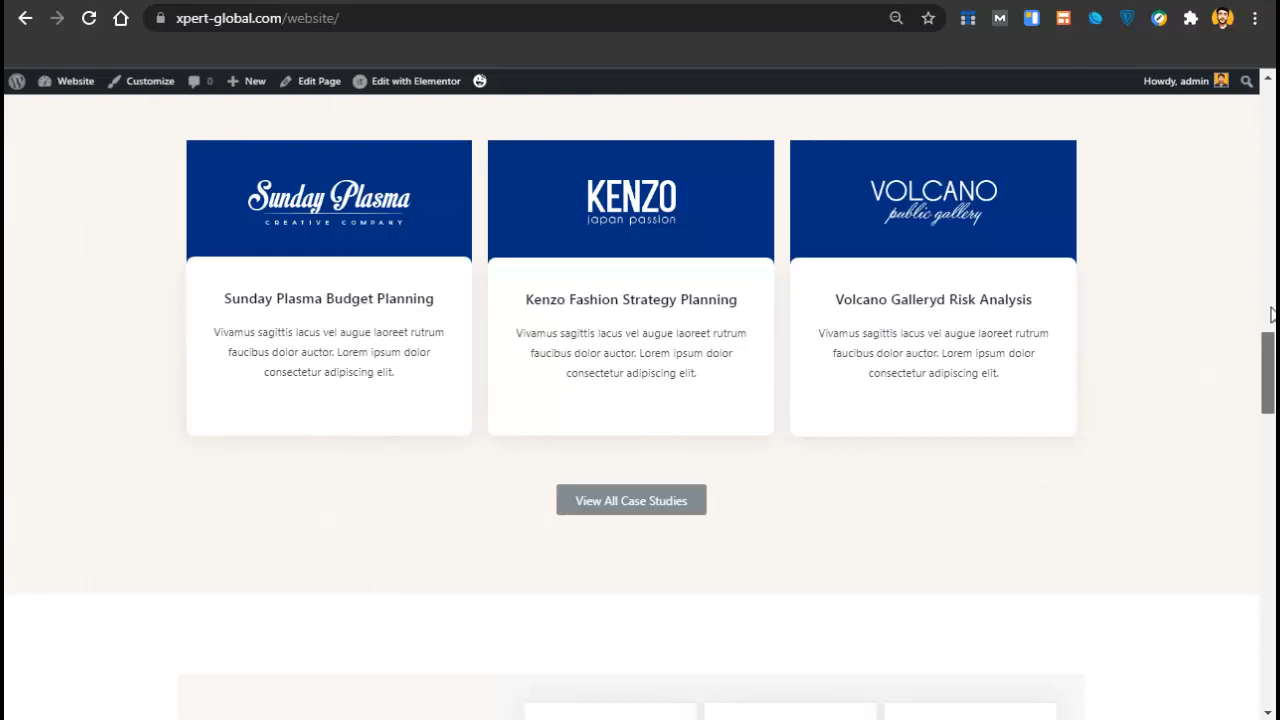 xpert-global.com/website/
Website Customize 0 New Edit Page Edit with Elementor Howdy, admin
Sunday Plasma
CREATIVE COMPANY
KENZO
japan passion
VOLCANO
public gallery
Sunday Plasma Budget Planning
Vivamus sagittis lacus vel augue laoreet rutrum
faucibus dolor auctor. Lorem ipsum dolor
consectetur adipiscing elit.
Kenzo Fashion Strategy Planning
Vivamus sagittis lacus vel augue laoreet rutrum
faucibus dolor auctor. Lorem ipsum dolor
consectetur adipiscing elit.
Volcano Galleryd Risk Analysis
Vivamus sagittis lacus vel augue laoreet rutrum
faucibus dolor auctor. Lorem ipsum dolor
consectetur adipiscing elit.
View All Case Studies